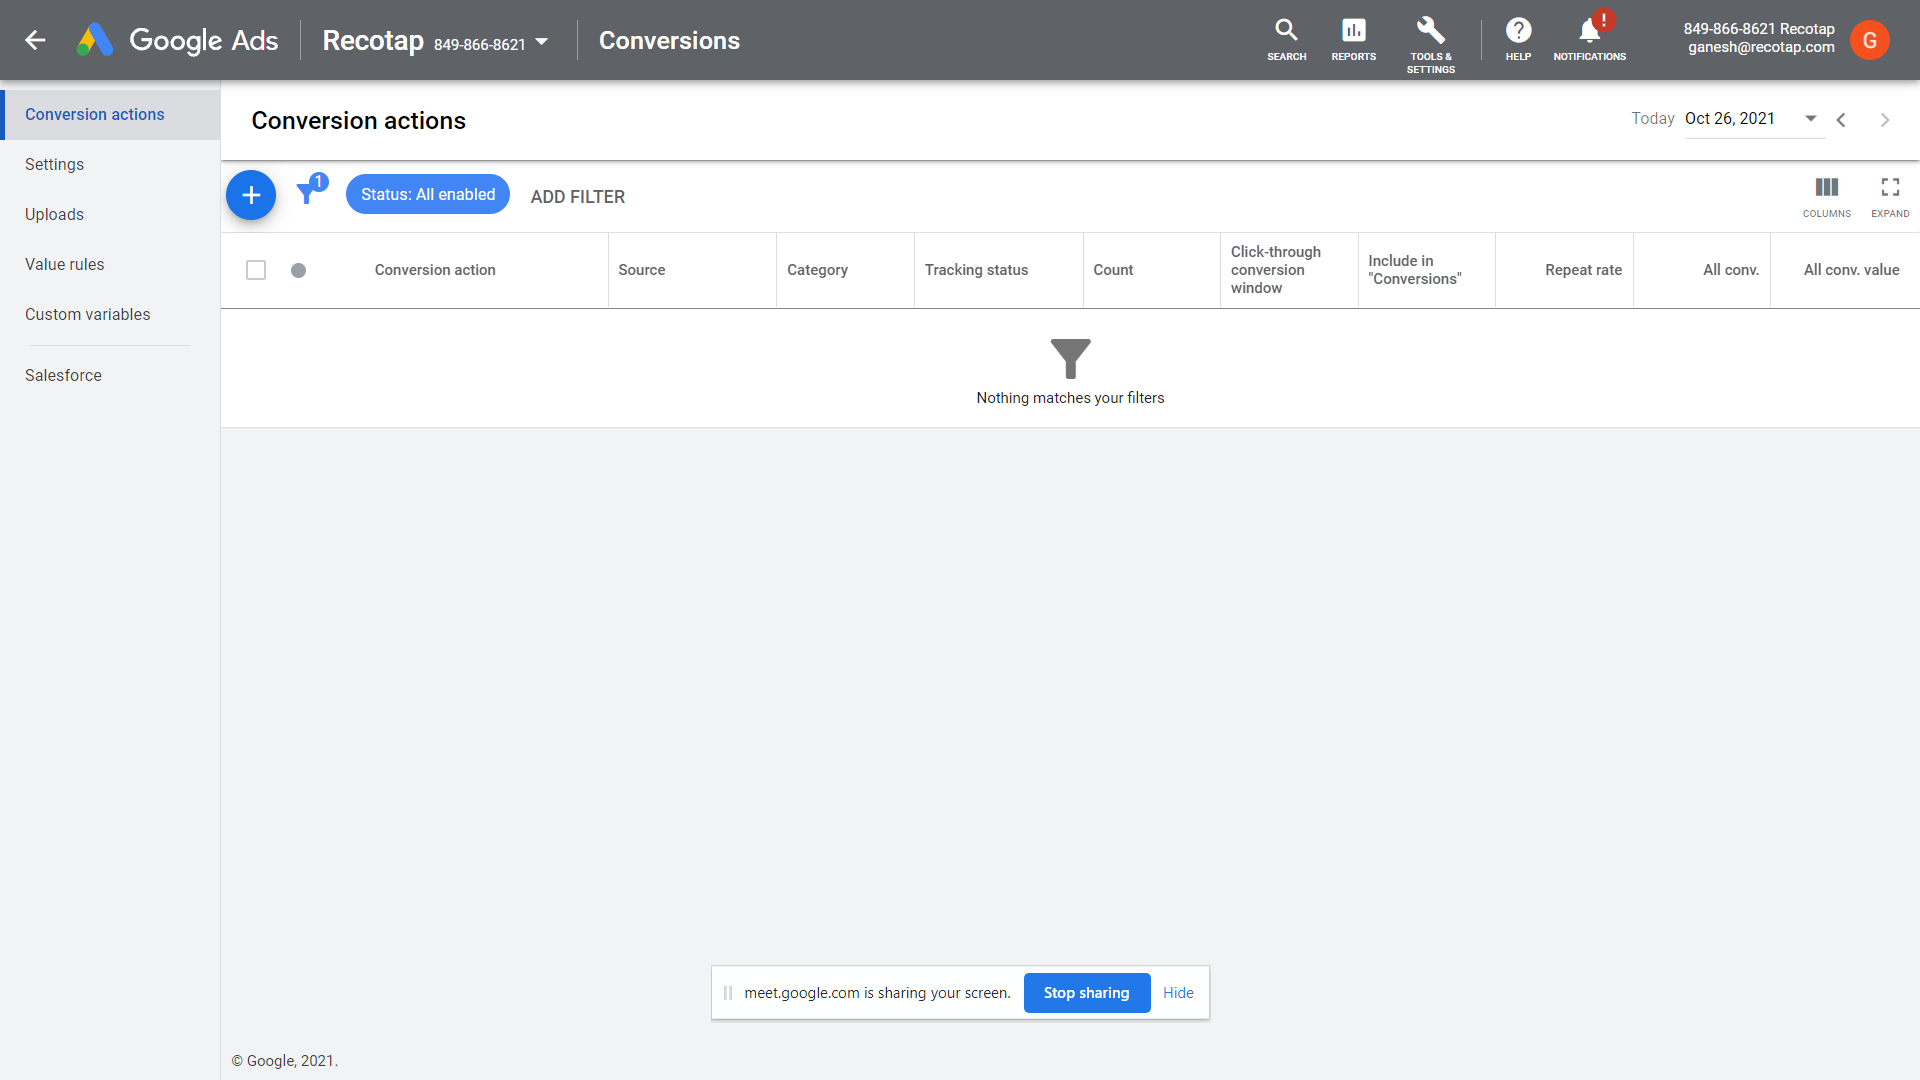 Google Ads
Recotap 849-866-8621
Conversions
SEARCH
REPORTS
TOOLS &
SETTINGS
HELP
!
NOTIFICATIONS
849-866-8621 Recotap
ganesh@recotap.com
G
Conversion actions
Settings
Uploads
Value rules
Custom variables
Salesforce
Conversion actions
Today Oct 26, 2021
1
Status: All enabled
ADD FILTER
COLUMNS
EXPAND
Conversion action
Source
Category
Tracking status
Count
Click-through
conversion
window
Include in
"Conversions"
Repeat rate
All conv.
All conv. value
Nothing matches your filters
meet.google.com is sharing your screen.
Stop sharing
Hide
© Google, 2021.